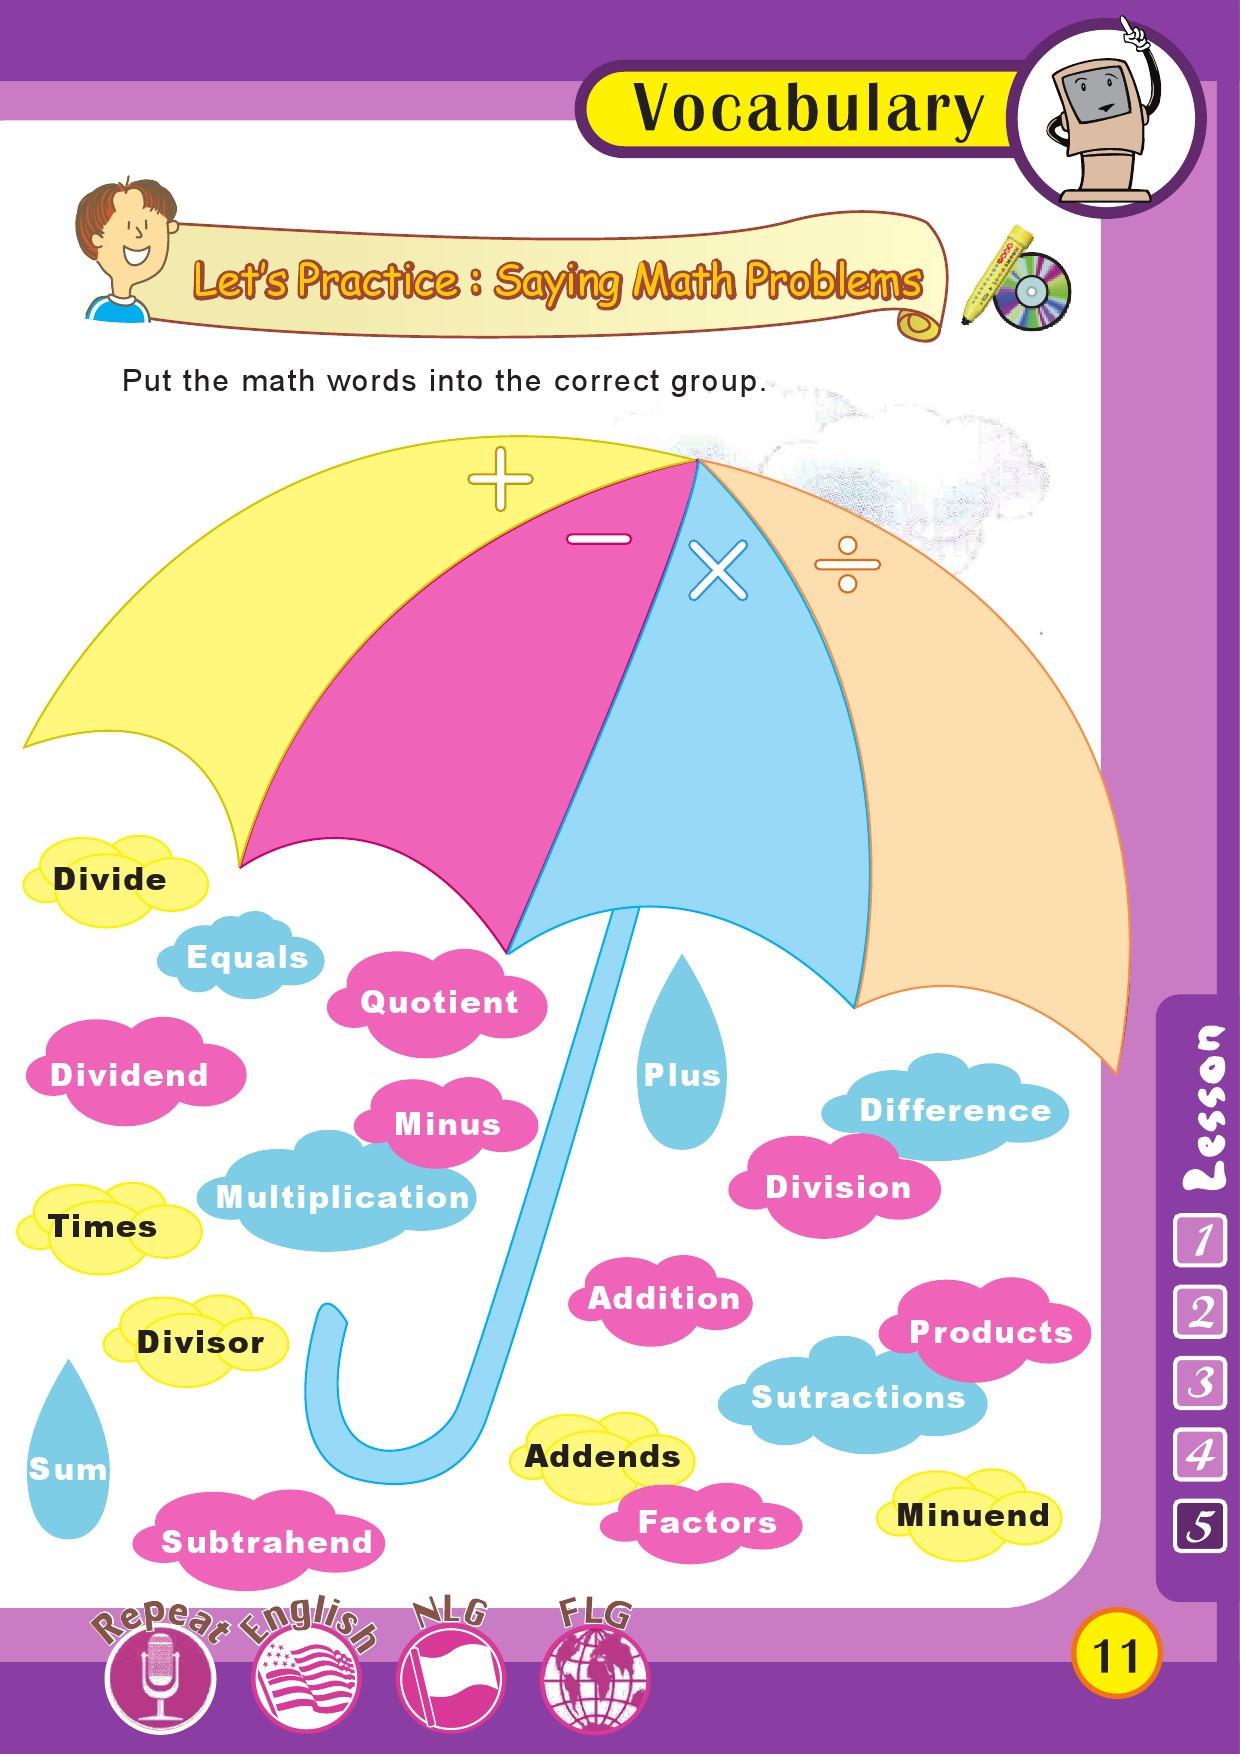 Vocabulary
Let's Practice : Saying Math Problems
Put the math words into the correct group.
+
−
×
÷
Divide
Equals
Quotient
Dividend
Minus
Plus
Difference
Multiplication
Division
Times
Addition
Products
Divisor
Sutractions
Sum
Addends
Factors
Minuend
Subtrahend
Lesson
1
2
3
4
5
Repeat
English
NLG
FLG
11